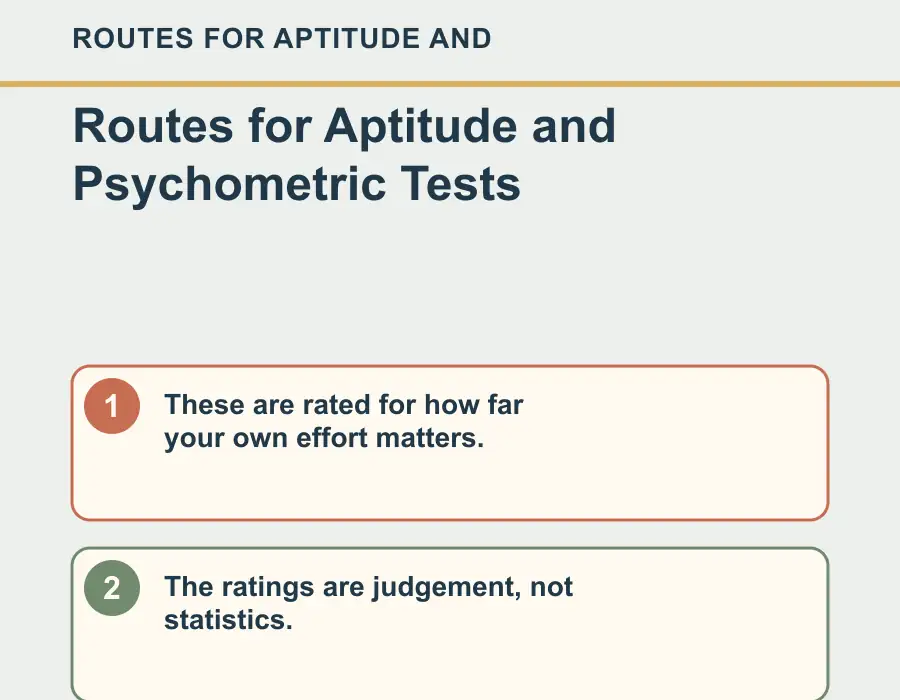 ROUTES FOR APTITUDE AND
Routes for Aptitude and
Psychometric Tests
1
These are rated for how far
your own effort matters.
2
The ratings are judgement, not
statistics.